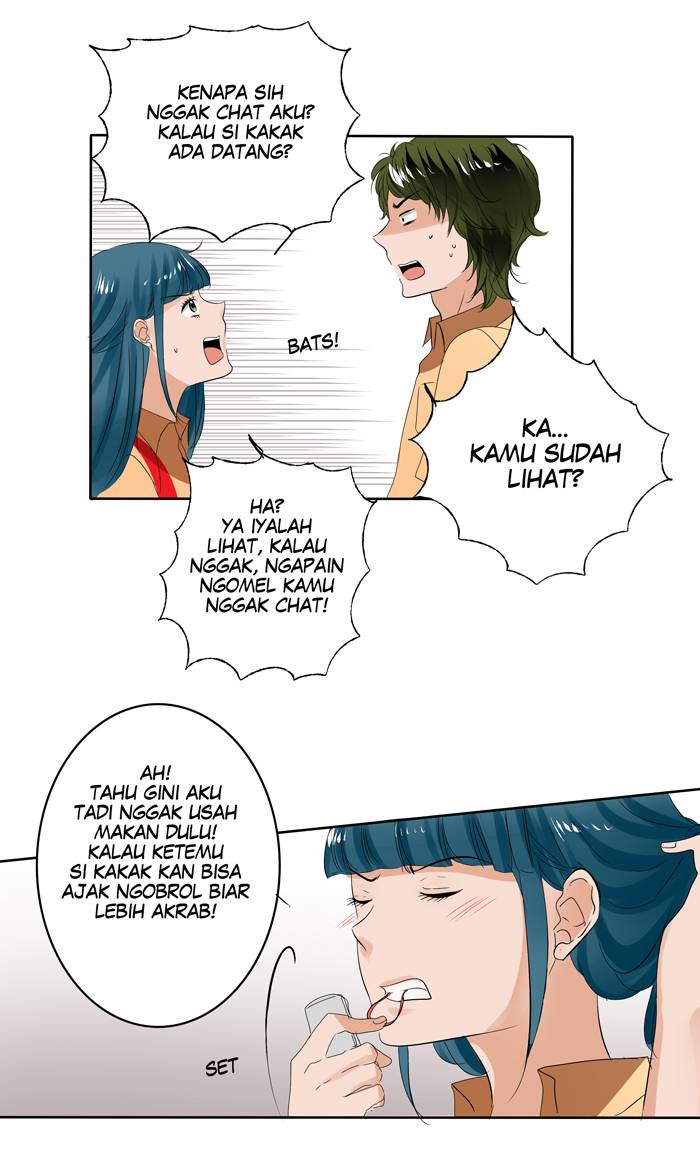 KENAPA SIH
NGGAK CHAT AKU?
KALAU SI KAKAK
ADA DATANG?
BATS!
KA...
KAMU SUDAH
LIHAT?
HA?
YA IYALAH
LIHAT, KALAU
NGGAK, NGAPAIN
NGOMEL KAMU
NGGAK CHAT!
AH!
TAHU GINI AKU
TADI NGGAK USAH
MAKAN DULU!
KALAU KETEMU
SI KAKAK KAN BISA
AJAK NGOBROL BIAR
LEBIH AKRAB!
SET